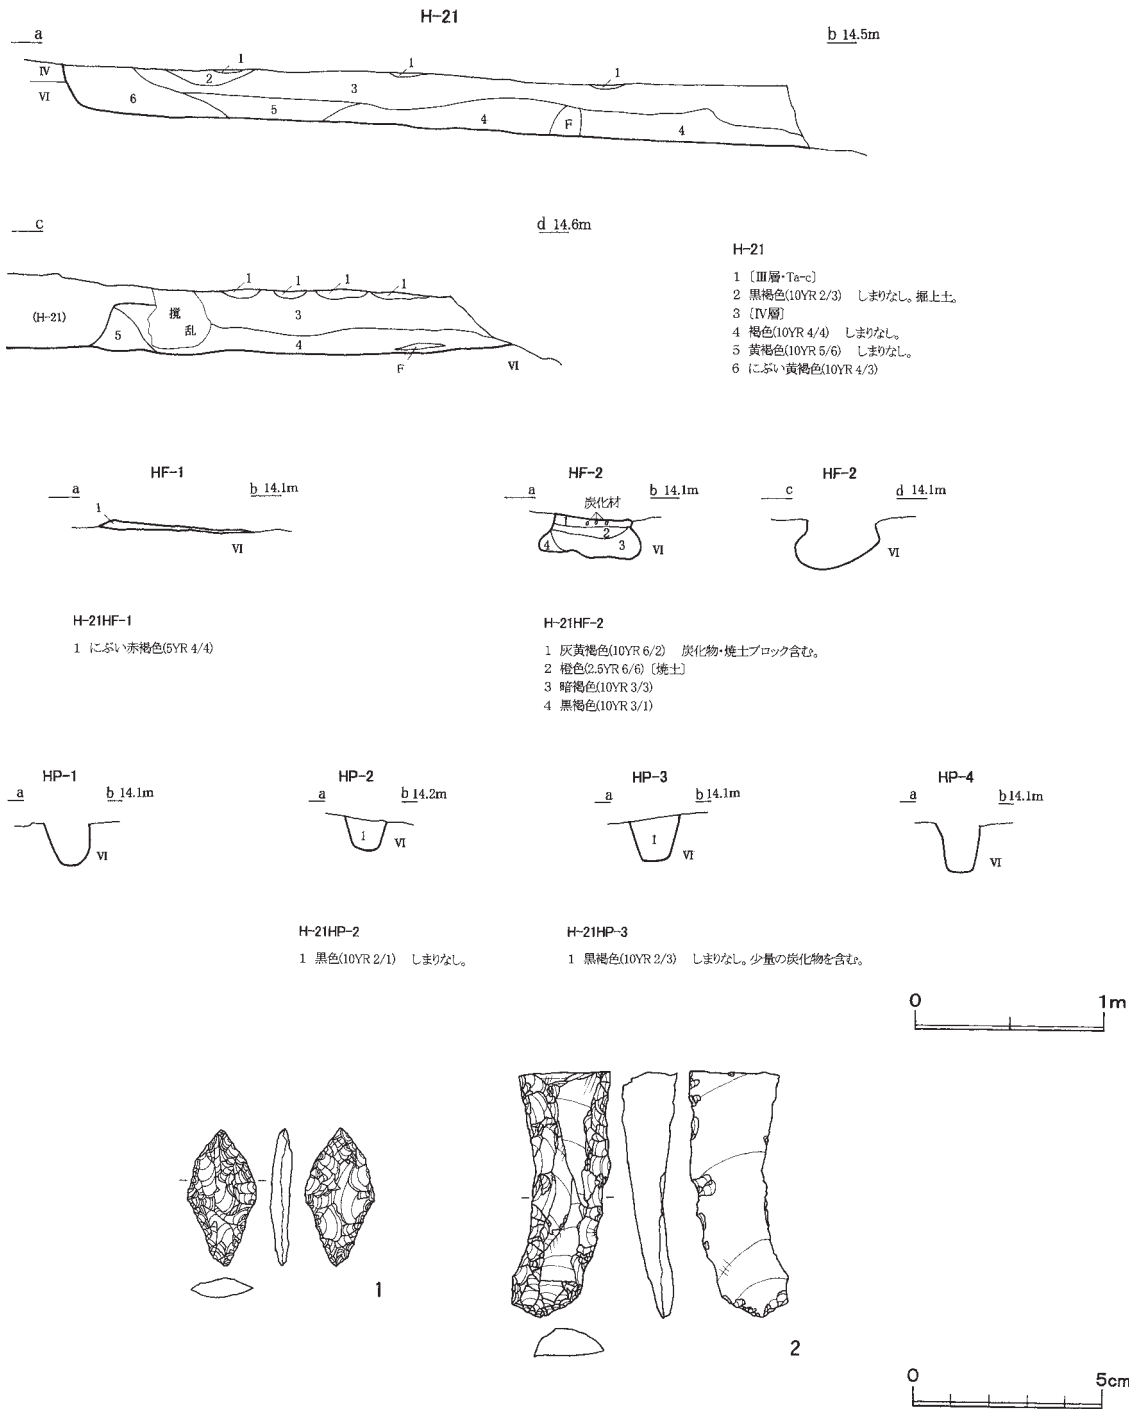 H-21
a
b 14.5m
1
1
1
2
3
IV
VI
6
5
4
F
4
c
d 14.6m
1
1
1
1
(H-21)
撹
乱
3
5
4
F
VI
H-21
1 〔Ⅲ層・Ta-c〕
2 黒褐色(10YR 2/3) しまりなし。掘上土。
3 〔Ⅳ層〕
4 褐色(10YR 4/4) しまりなし。
5 黄褐色(10YR 5/6) しまりなし。
6 にぶい黄褐色(10YR 4/3)
HF-1
a
b 14.1m
1
VI
HF-2
a
b 14.1m
炭化材
1
2
3
4
VI
HF-2
c
d 14.1m
VI
H-21HF-1
1 にぶい赤褐色(5YR 4/4)
H-21HF-2
1 灰黄褐色(10YR 6/2) 炭化物・焼土ブロック含む。
2 橙色(2.5YR 6/6)〔焼土〕
3 暗褐色(10YR 3/3)
4 黒褐色(10YR 3/1)
HP-1
a
b 14.1m
VI
HP-2
a
b 14.2m
1
VI
HP-3
a
b 14.1m
1
VI
HP-4
a
b 14.1m
VI
H-21HP-2
1 黒色(10YR 2/1) しまりなし。
H-21HP-3
1 黒褐色(10YR 2/3) しまりなし。少量の炭化物を含む。
0 1m
1
2
0 5cm